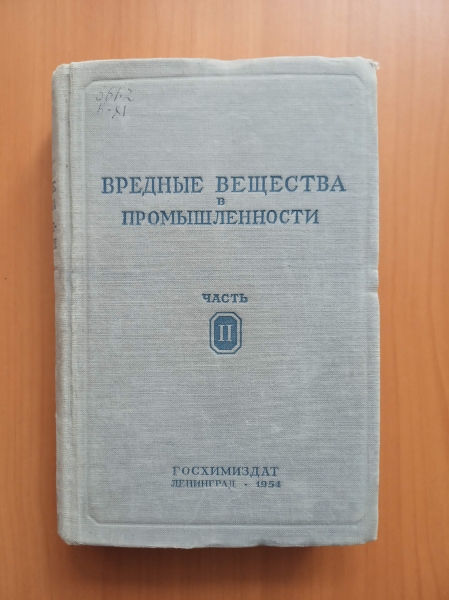 ВРЕДНЫЕ ВЕЩЕСТВА
В
ПРОМЫШЛЕННОСТИ
ЧАСТЬ
II
ГОСХИМИЗДАТ
ЛЕНИНГРАД · 1954